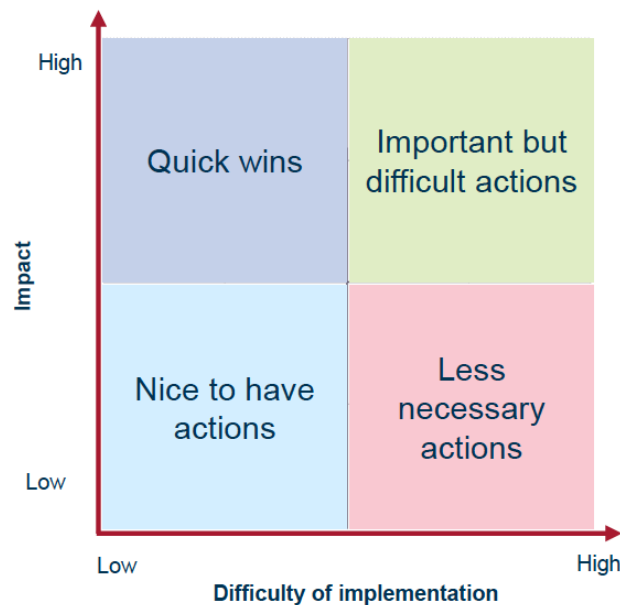 High
Quick wins
Important but
difficult actions
Impact
Nice to have
actions
Less
necessary
actions
Low
Low
High
Difficulty of implementation